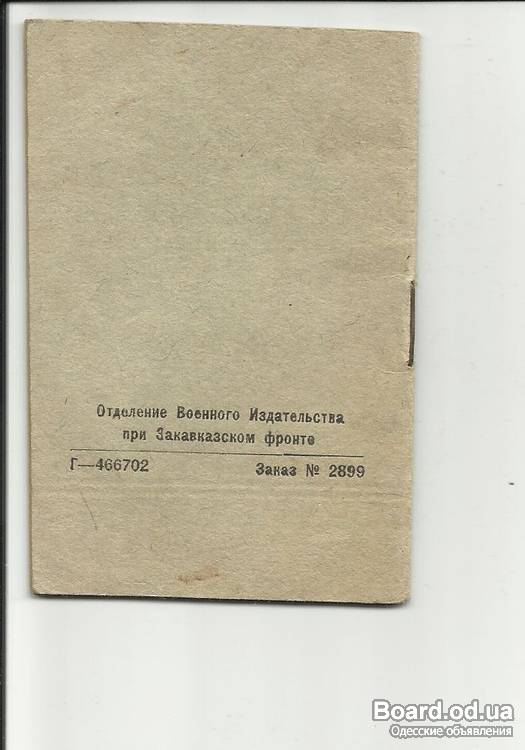 Отделение Военного Издательства
при Закавказском фронте
Г—466702 Заказ № 2899
Board.od.ua
Одесские объявления